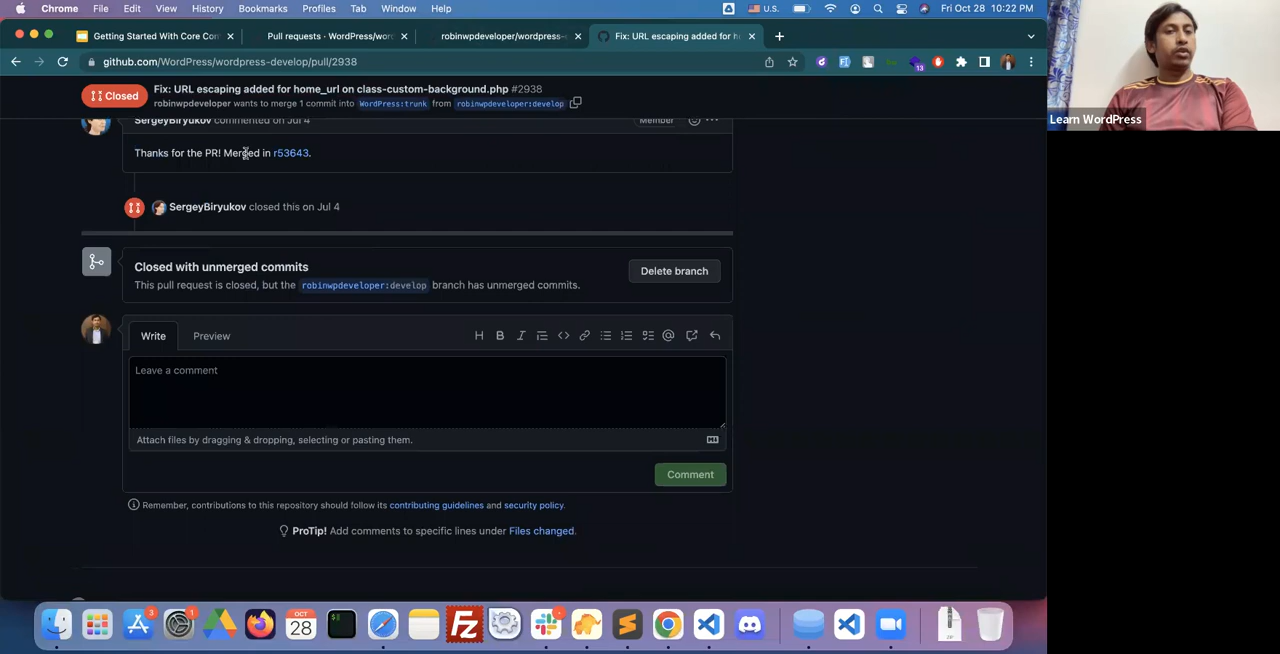 Chrome File Edit View History Bookmarks Profiles Tab Window Help U.S. Fri Oct 28 10:22 PM
Getting Started With Core Con
Pull requests · WordPress/wor
robinwpdeveloper/wordpress-
Fix: URL escaping added for h
github.com/WordPress/wordpress-develop/pull/2938
13
Closed
Fix: URL escaping added for home_url on class-custom-background.php #2938
robinwpdeveloper wants to merge 1 commit into WordPress:trunk from robinwpdeveloper:develop
Learn WordPress
SergeyBiryukov commented on Jul 4
Member
Thanks for the PR! Merged in r53643.
SergeyBiryukov closed this on Jul 4
Closed with unmerged commits
This pull request is closed, but the robinwpdeveloper:develop branch has unmerged commits.
Delete branch
Write Preview
Leave a comment
Attach files by dragging & dropping, selecting or pasting them.
Comment
Remember, contributions to this repository should follow its contributing guidelines and security policy.
ProTip! Add comments to specific lines under Files changed.
3
1
OCT
28
Fz
ZIP